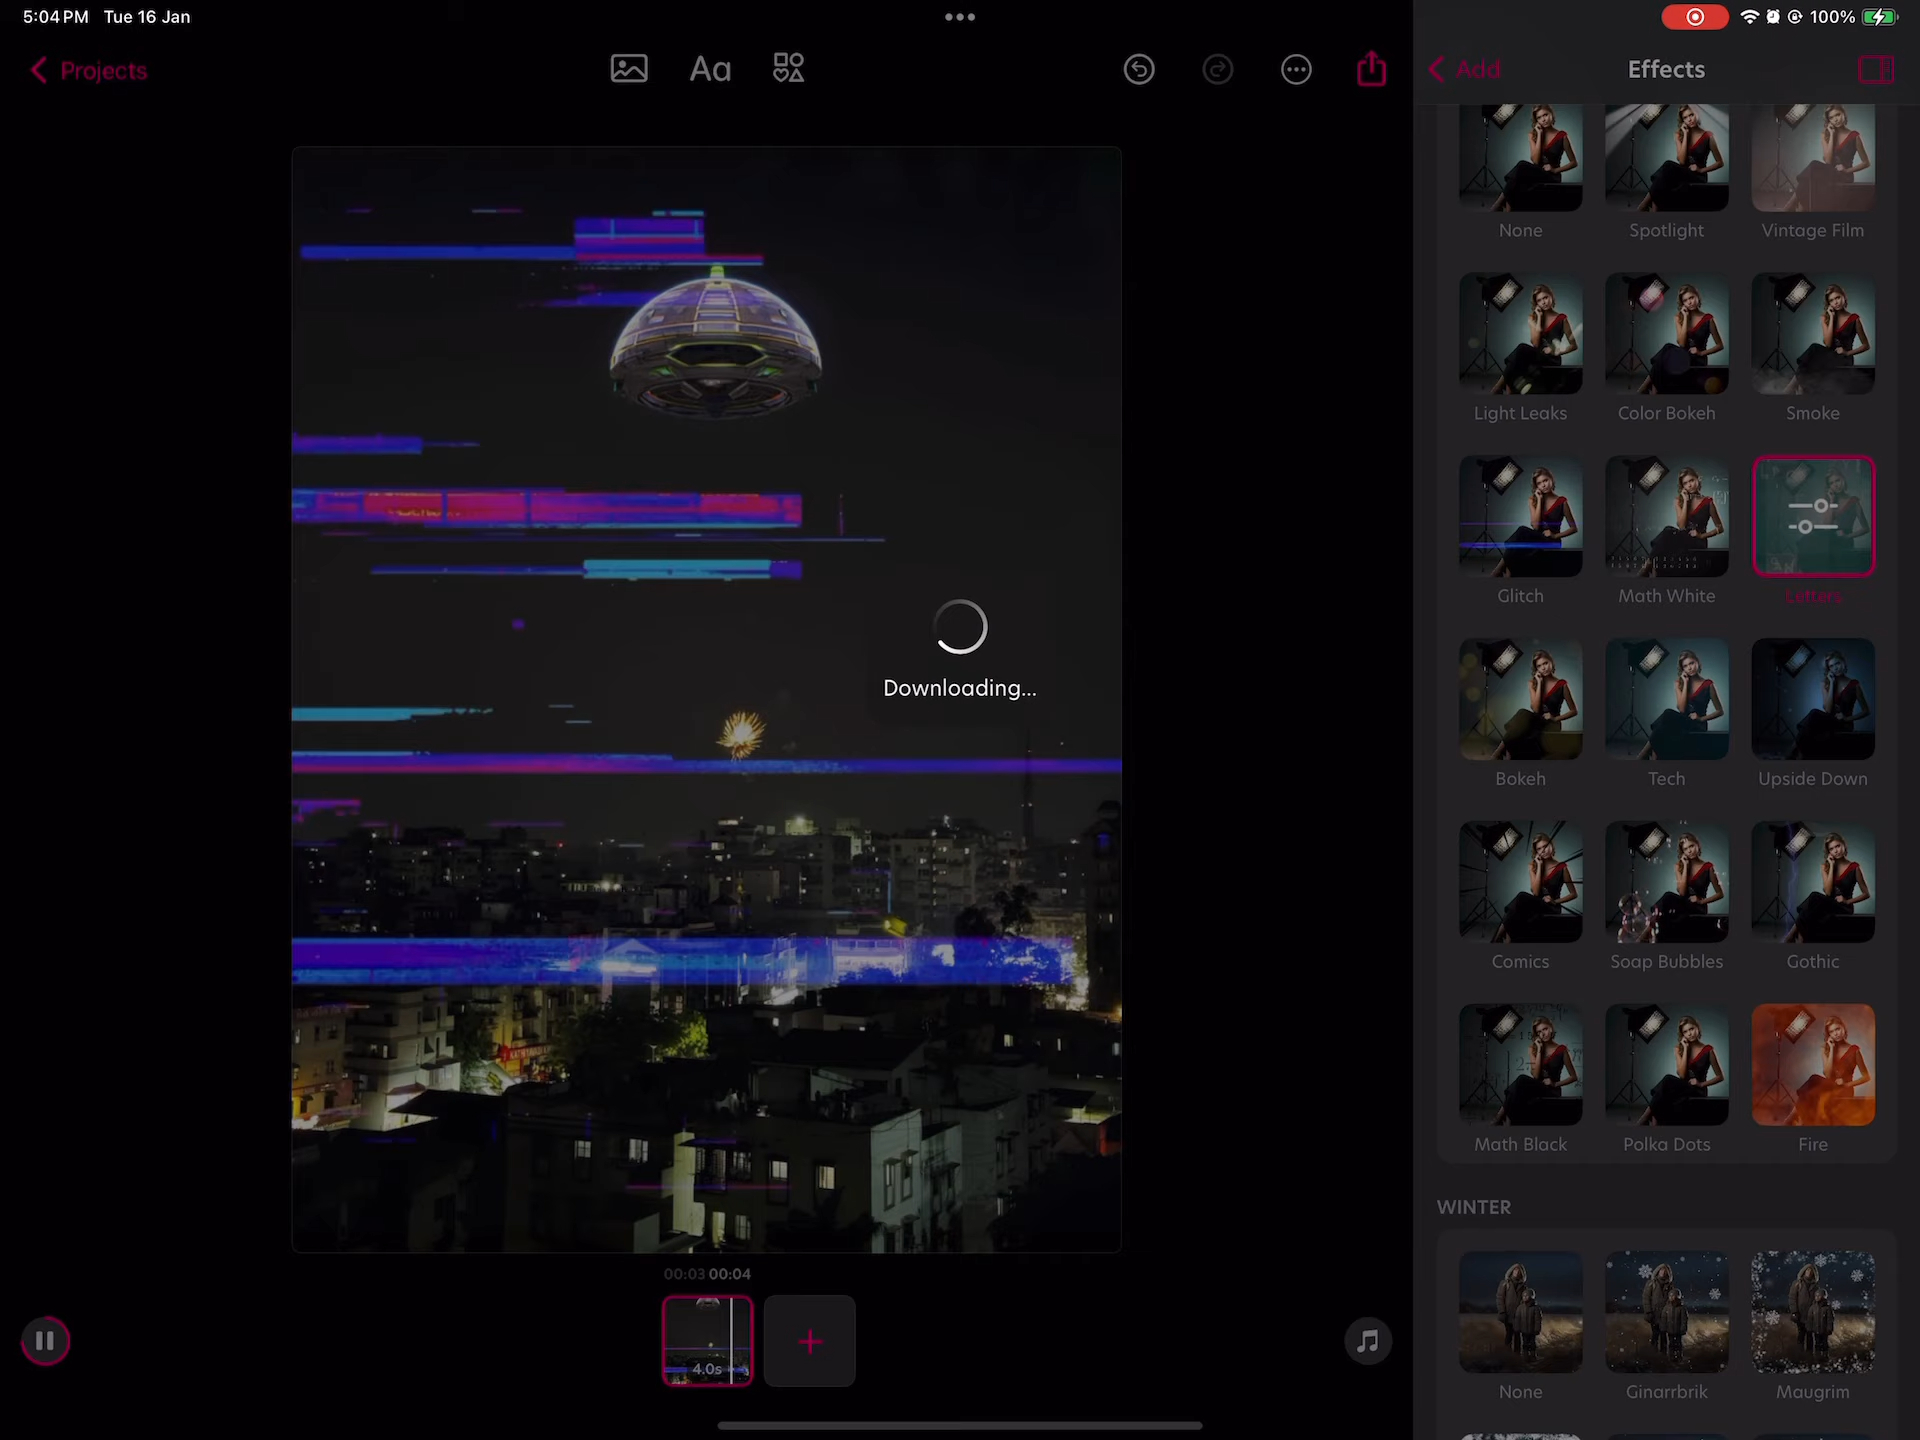 5:04 PM Tue 16 Jan
100%
Projects
Aa
Add
Effects
None
Spotlight
Vintage Film
Light Leaks
Color Bokeh
Smoke
Glitch
Math White
Letters
Downloading...
Bokeh
Tech
Upside Down
Comics
Soap Bubbles
Gothic
Math Black
Polka Dots
Fire
WINTER
00:03 00:04
4.0s
None
Ginarrbrik
Maugrim